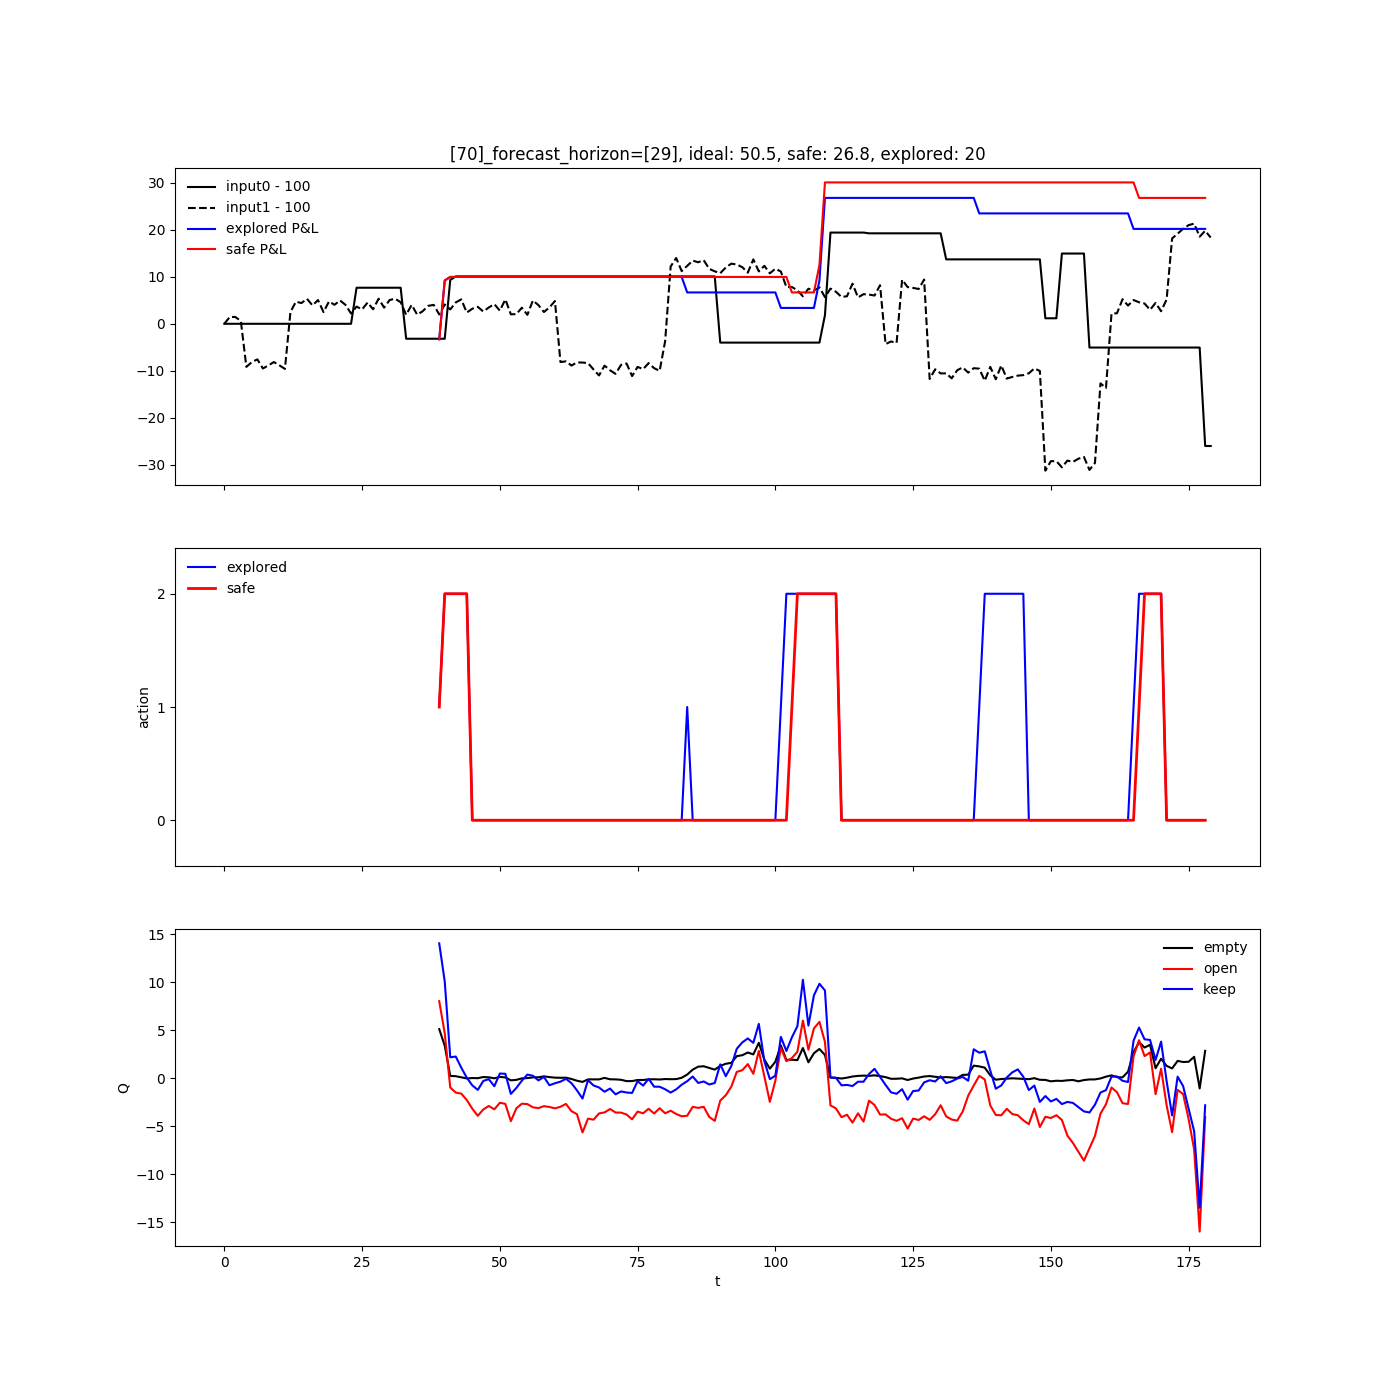 [70]_forecast_horizon=[29], ideal: 50.5, safe: 26.8, explored: 20
input0 - 100
input1 - 100
explored P&L
safe P&L
30
20
10
0
−10
−20
−30
explored
safe
2
1
0
action
empty
open
keep
15
10
5
0
−5
−10
−15
Q
0 25 50 75 100 125 150 175
t